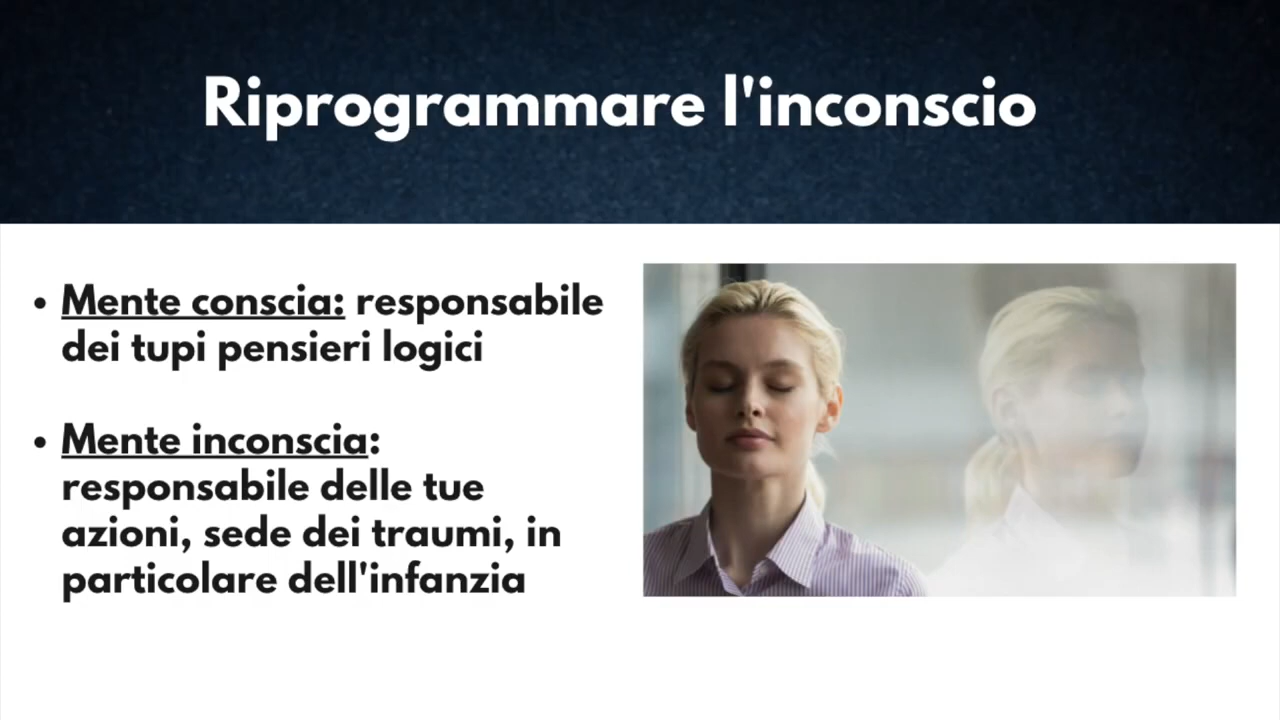 Riprogrammare l'inconscio
• Mente conscia: responsabile
dei tupi pensieri logici
• Mente inconscia:
responsabile delle tue
azioni, sede dei traumi, in
particolare dell'infanzia